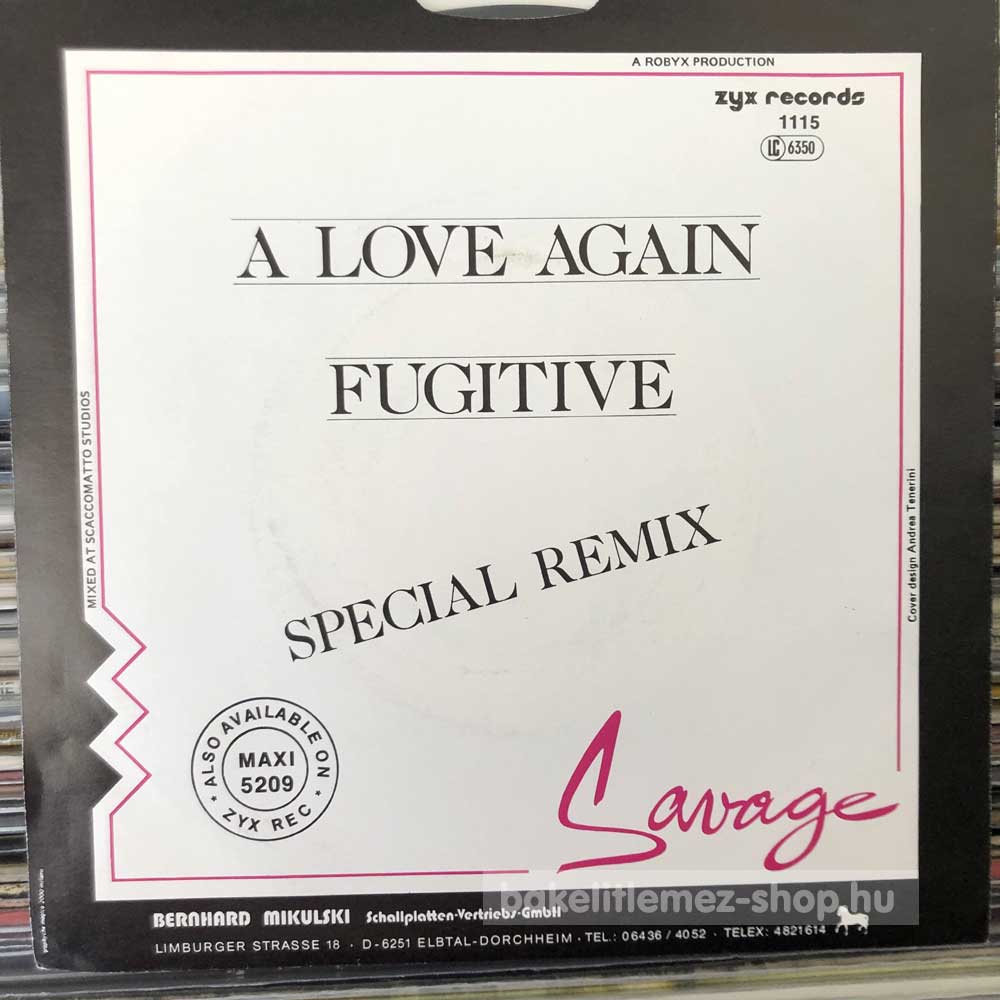 A ROBYX PRODUCTION
zyx records
1115
LC 6350
A LOVE AGAIN
FUGITIVE
SPECIAL REMIX
MIXED AT SCACCOMATTO STUDIOS
Cover design Andrea Tenerini
ALSO AVAILABLE ON
MAXI
5209
* ZYX REC *
Savage
bakelitlemez-shop.hu
BERNHARD MIKULSKI Schallplatten-Vertriebs-GmbH
LIMBURGER STRASSE 18 · D-6251 ELBTAL-DORCHHEIM · TEL.: 06436 / 4052 · TELEX: 4821614